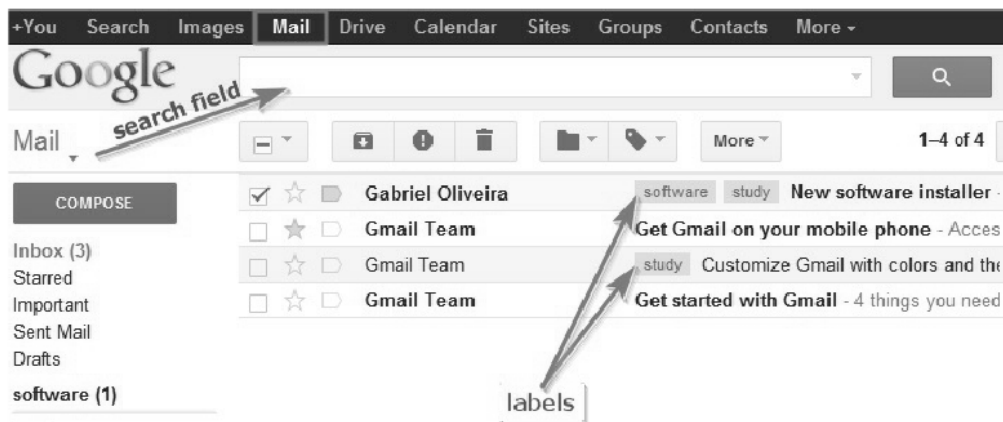 +You Search Images Mail Drive Calendar Sites Groups Contacts More
Google
search field
Mail
More
1–4 of 4
COMPOSE
Gabriel Oliveira software study New software installer -
Gmail Team Get Gmail on your mobile phone - Acces
Inbox (3)
Gmail Team study Customize Gmail with colors and the
Starred
Gmail Team Get started with Gmail - 4 things you need
Important
Sent Mail
Drafts
software (1)
labels